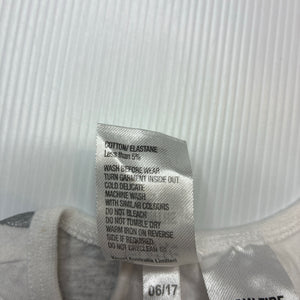 COTTON/ ELASTANE
Less than 5%
WASH BEFORE WEAR
TURN GARMENT INSIDE OUT
COLD DELICATE
MACHINE WASH
WITH SIMILAR COLOURS
DO NOT BLEACH
DO NOT TUMBLE DRY
WARM IRON ON REVERSE
SIDE IF REQUIRED.
DO NOT DRYCLEAN
Australia Limited
06/17